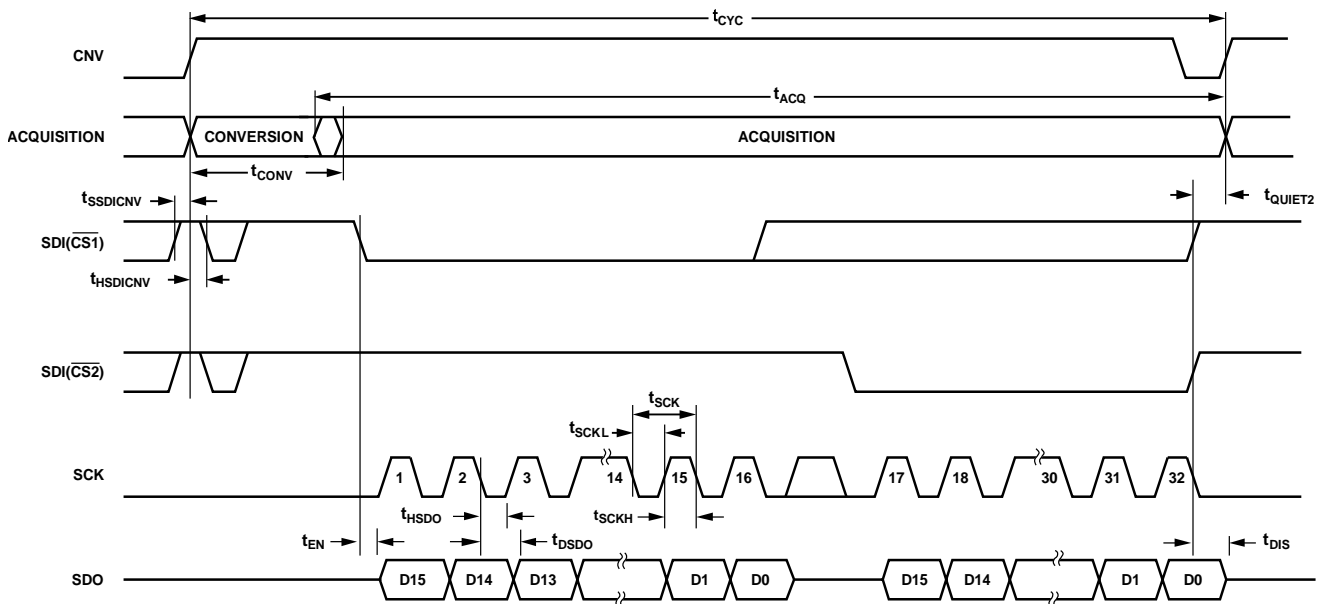 tCYC
CNV
tACQ
ACQUISITION CONVERSION ACQUISITION
tCONV
tSSDICNV
tQUIET2
SDI(CS1)
tHSDICNV
SDI(CS2)
tSCK
tSCKL
SCK 1 2 3 14 15 16 17 18 30 31 32
tHSDO tSCKH
tEN tDSDO tDIS
SDO D15 D14 D13 D1 D0 D15 D14 D1 D0